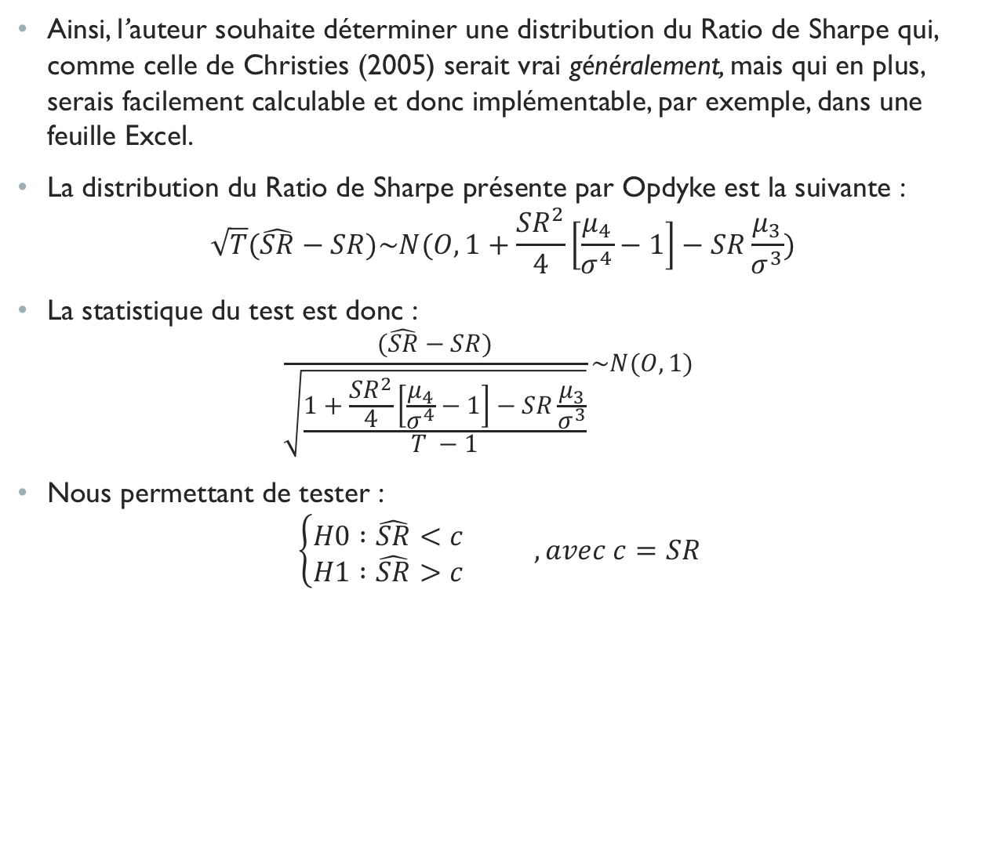 • Ainsi, l’auteur souhaite déterminer une distribution du Ratio de Sharpe qui,
comme celle de Christies (2005) serait vrai généralement, mais qui en plus,
serais facilement calculable et donc implémentable, par exemple, dans une
feuille Excel.
• La distribution du Ratio de Sharpe présente par Opdyke est la suivante :
$\sqrt{T}(\widehat{SR} - SR) \sim N(O, 1 + \frac{SR^2}{4}\left[\frac{\mu_4}{\sigma^4} - 1\right] - SR\frac{\mu_3}{\sigma^3})$
• La statistique du test est donc :
$\frac{(\widehat{SR} - SR)}{\sqrt{\frac{1 + \frac{SR^2}{4}\left[\frac{\mu_4}{\sigma^4} - 1\right] - SR\frac{\mu_3}{\sigma^3}}{T - 1}}} \sim N(O, 1)$
• Nous permettant de tester :
$\begin{cases} H0 : \widehat{SR} < c \\ H1 : \widehat{SR} > c \end{cases} \quad , avec\ c = SR$